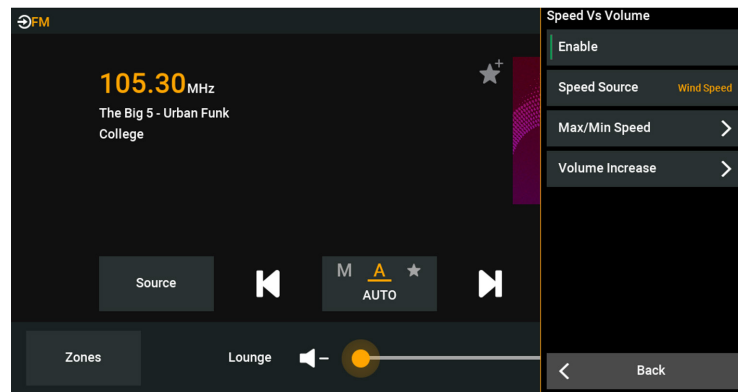 FM
105.30MHz
The Big 5 - Urban Funk
College
Source
M A
AUTO
Zones
Lounge
Speed Vs Volume
Enable
Speed Source Wind Speed
Max/Min Speed
Volume Increase
Back